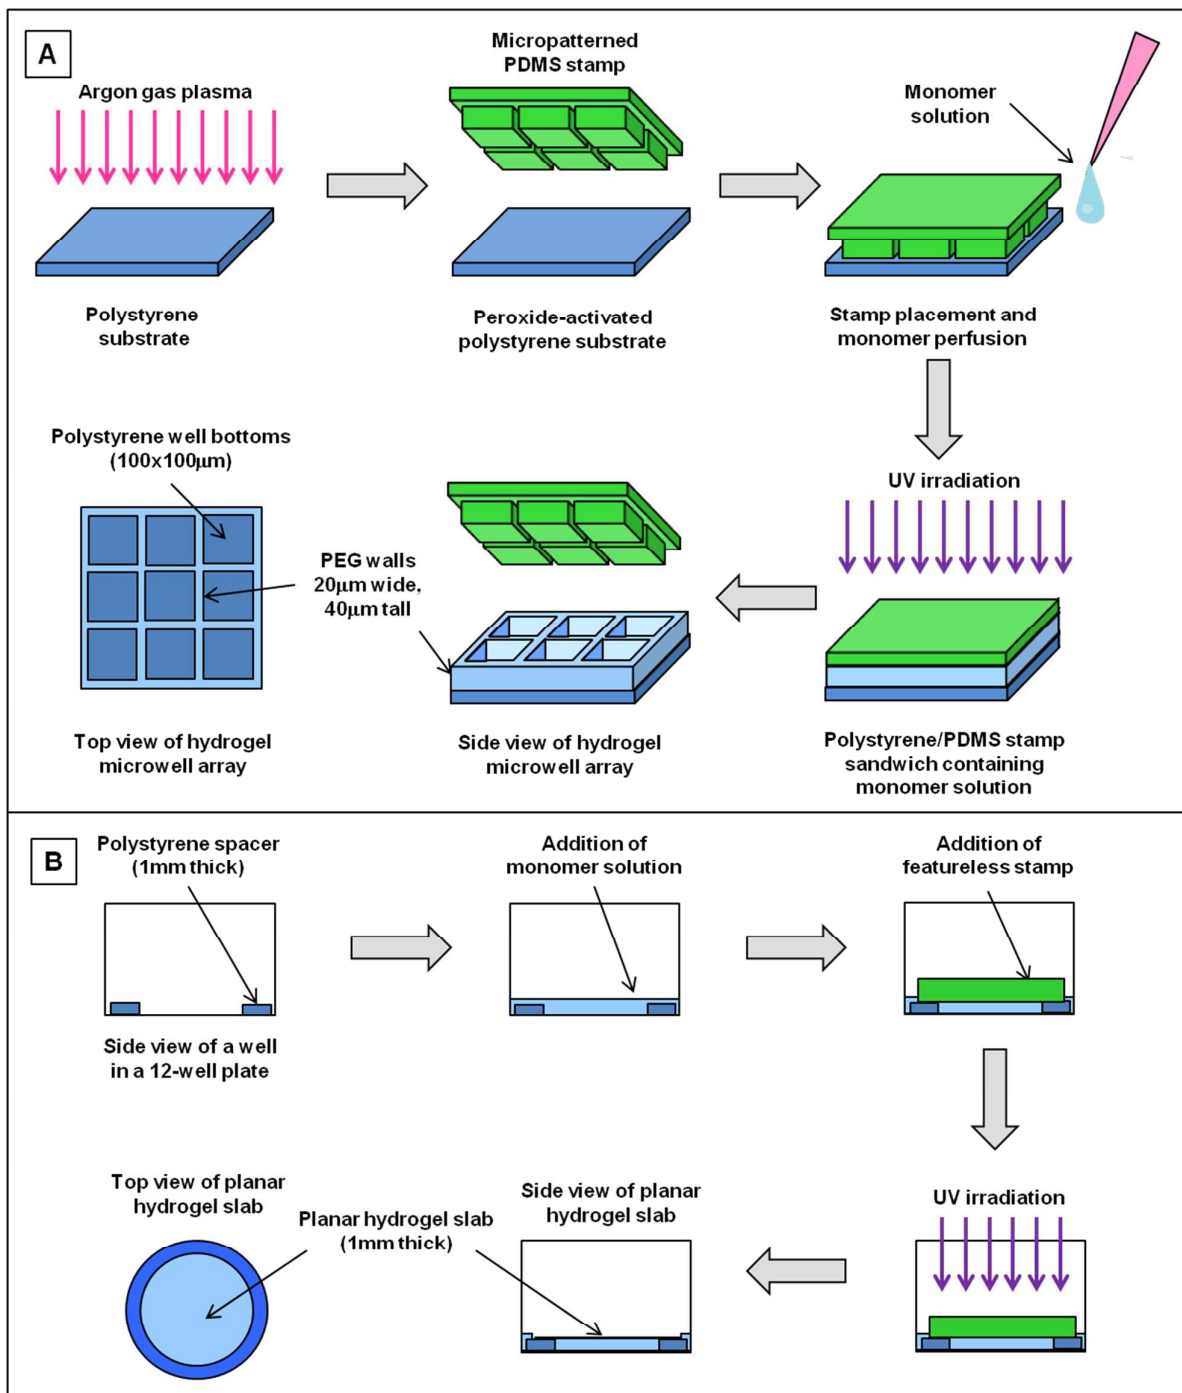 A
Argon gas plasma
Polystyrene
substrate
Micropatterned
PDMS stamp
Peroxide-activated
polystyrene substrate
Monomer
solution
Stamp placement and
monomer perfusion
UV irradiation
Polystyrene/PDMS stamp
sandwich containing
monomer solution
PEG walls
20μm wide,
40μm tall
Side view of hydrogel
microwell array
Polystyrene well bottoms
(100x100μm)
Top view of hydrogel
microwell array
B
Polystyrene spacer
(1mm thick)
Side view of a well
in a 12-well plate
Addition of
monomer solution
Addition of
featureless stamp
UV irradiation
Side view of planar
hydrogel slab
Planar hydrogel slab
(1mm thick)
Top view of planar
hydrogel slab